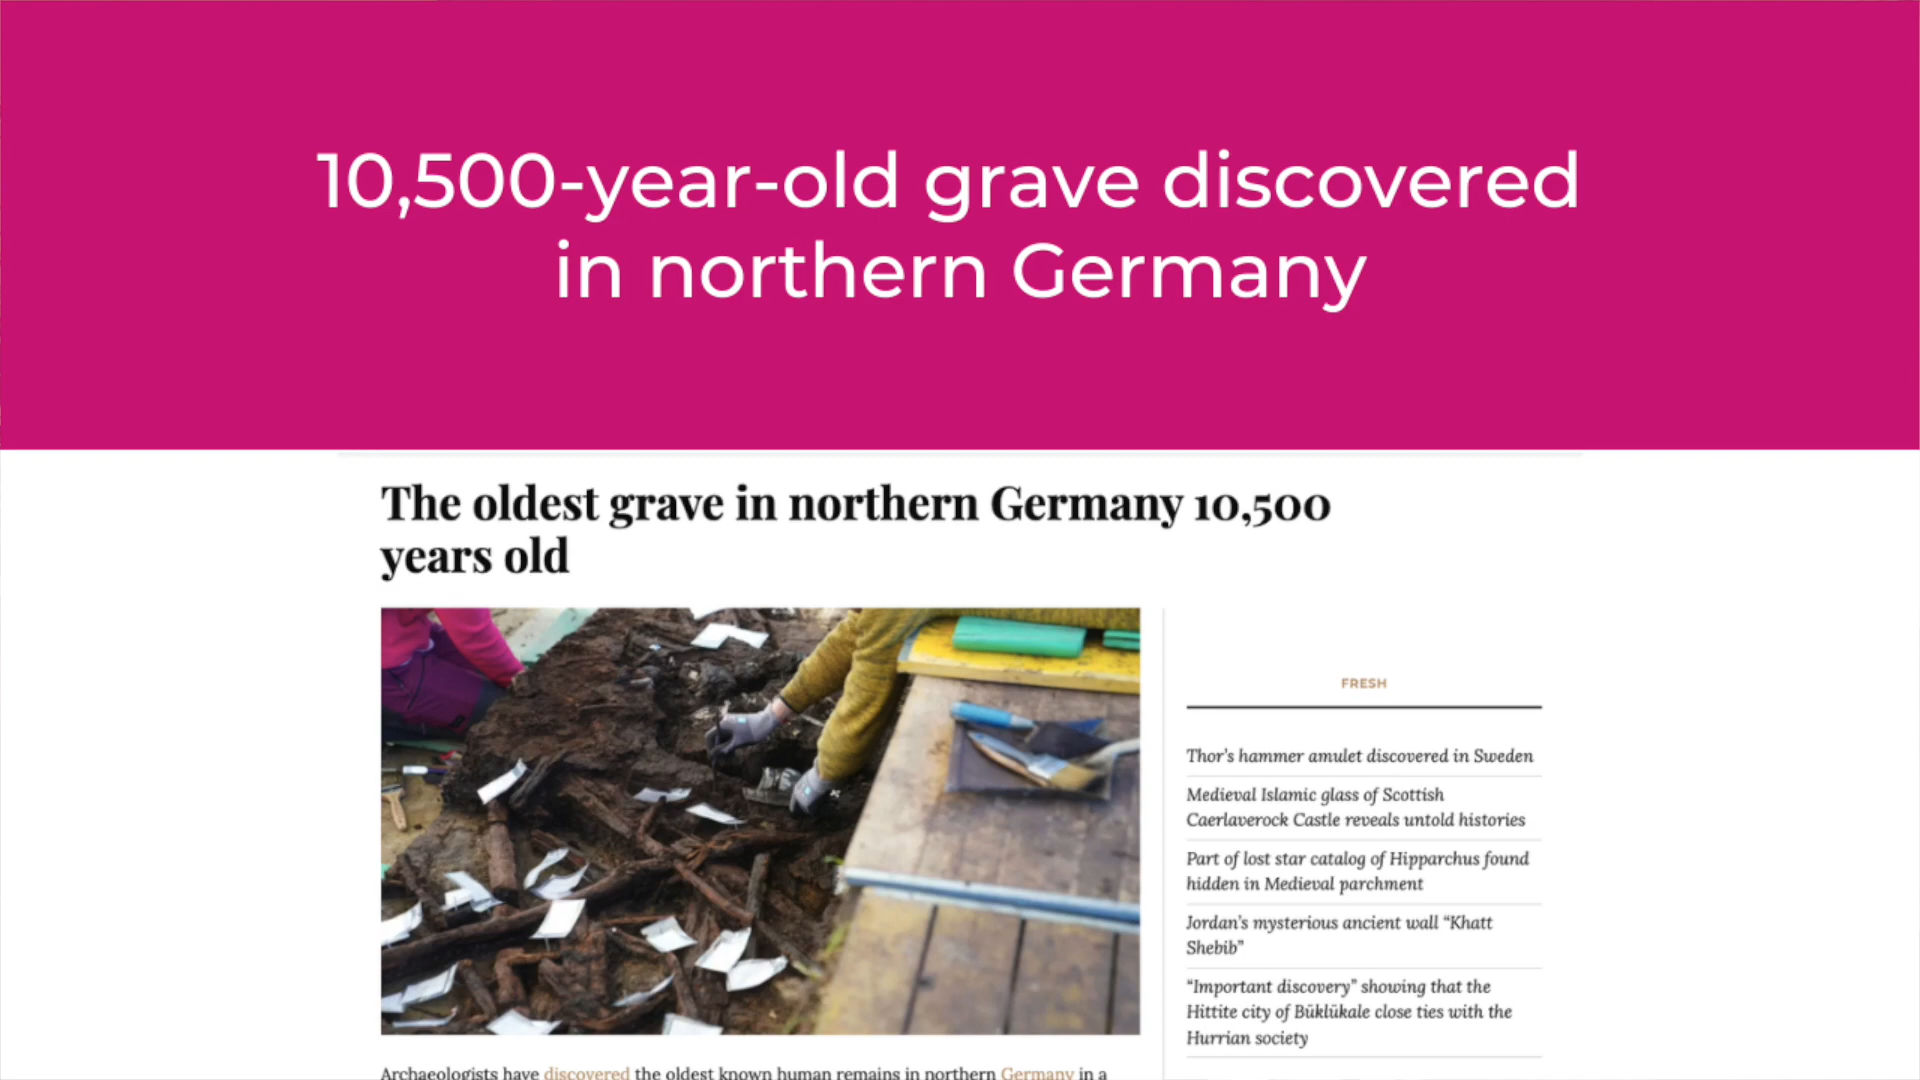 10,500-year-old grave discovered
in northern Germany
The oldest grave in northern Germany 10,500
years old
FRESH
Thor's hammer amulet discovered in Sweden
Medieval Islamic glass of Scottish
Caerlaverock Castle reveals untold histories
Part of lost star catalog of Hipparchus found
hidden in Medieval parchment
Jordan's mysterious ancient wall “Khatt
Shebib”
“Important discovery” showing that the
Hittite city of Büklükale close ties with the
Hurrian society
Archaeologists have discovered the oldest known human remains in northern Germany in a